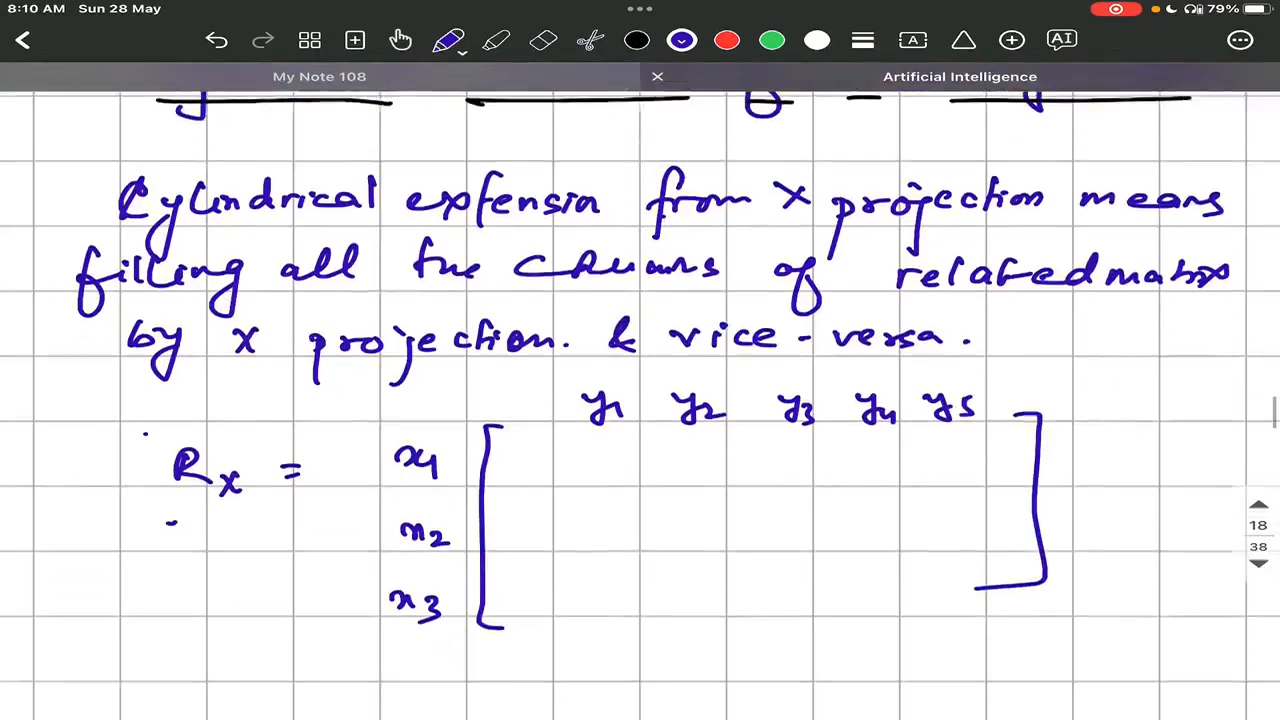 8:10 AM Sun 28 May
79%
My Note 108
Artificial Intelligence
Cylindrical extension from X projection means
filling all the columns of related matrix
by x projection. & vice-versa.
y1 y2 y3 y4 y5
Rx = x1
x2
x3
18
38